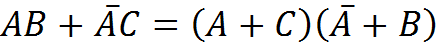 AB + ĀC = (A + C)(Ā + B)